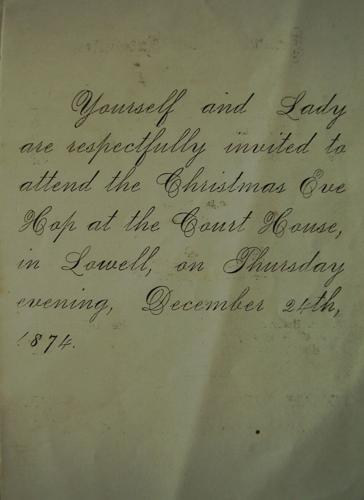 Yourself and Lady
are respectfully invited to
attend the Christmas Eve
Hop at the Court House,
in Lowell, on Thursday
evening, December 24th,
1874.